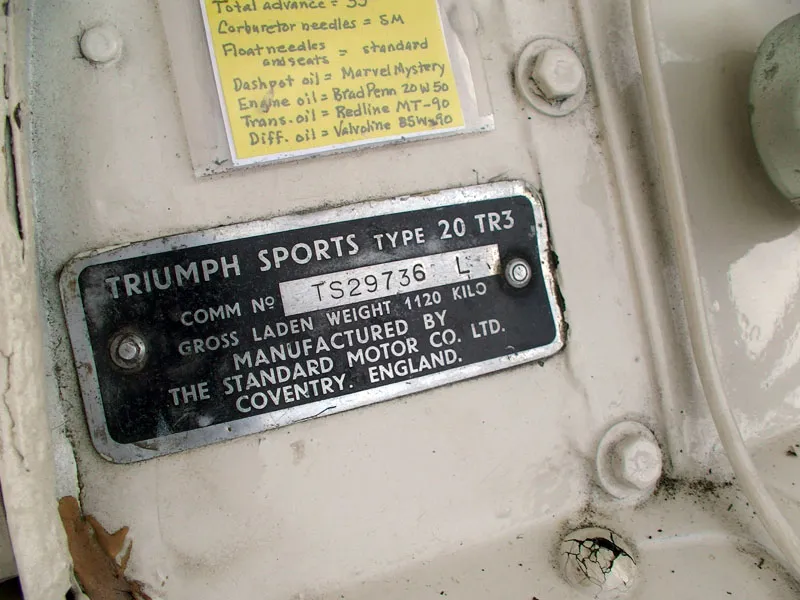 Total advance = 35
Carburetor needles = SM
Float needles and seats = standard
Dashpot oil = Marvel Mystery
Engine oil = Brad Penn 20W50
Trans. oil = Redline MT-90
Diff. oil = Valvoline 85W-90
TRIUMPH SPORTS TYPE 20 TR3
COMM Nº TS29736 L
GROSS LADEN WEIGHT 1120 KILO
MANUFACTURED BY
THE STANDARD MOTOR CO. LTD.
COVENTRY. ENGLAND.